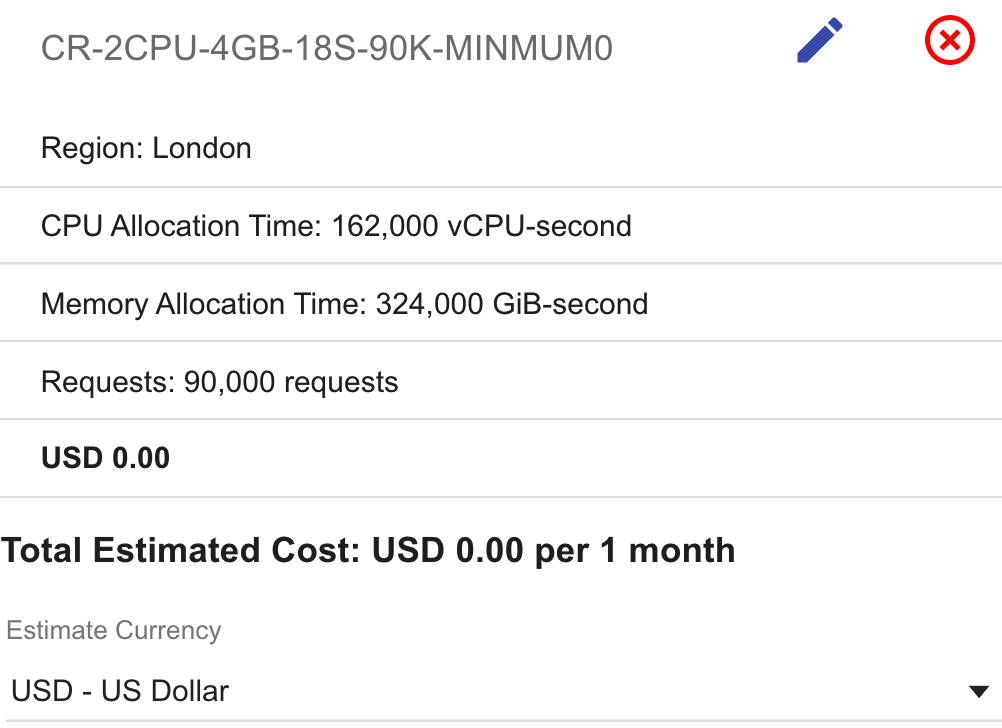 CR-2CPU-4GB-18S-90K-MINMUM0
Region: London
CPU Allocation Time: 162,000 vCPU-second
Memory Allocation Time: 324,000 GiB-second
Requests: 90,000 requests
USD 0.00
Total Estimated Cost: USD 0.00 per 1 month
Estimate Currency
USD - US Dollar